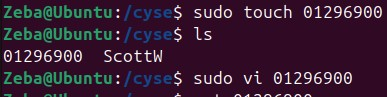 Zeba@Ubuntu:/cyse$ sudo touch 01296900
Zeba@Ubuntu:/cyse$ ls
01296900  ScottW
Zeba@Ubuntu:/cyse$ sudo vi 01296900